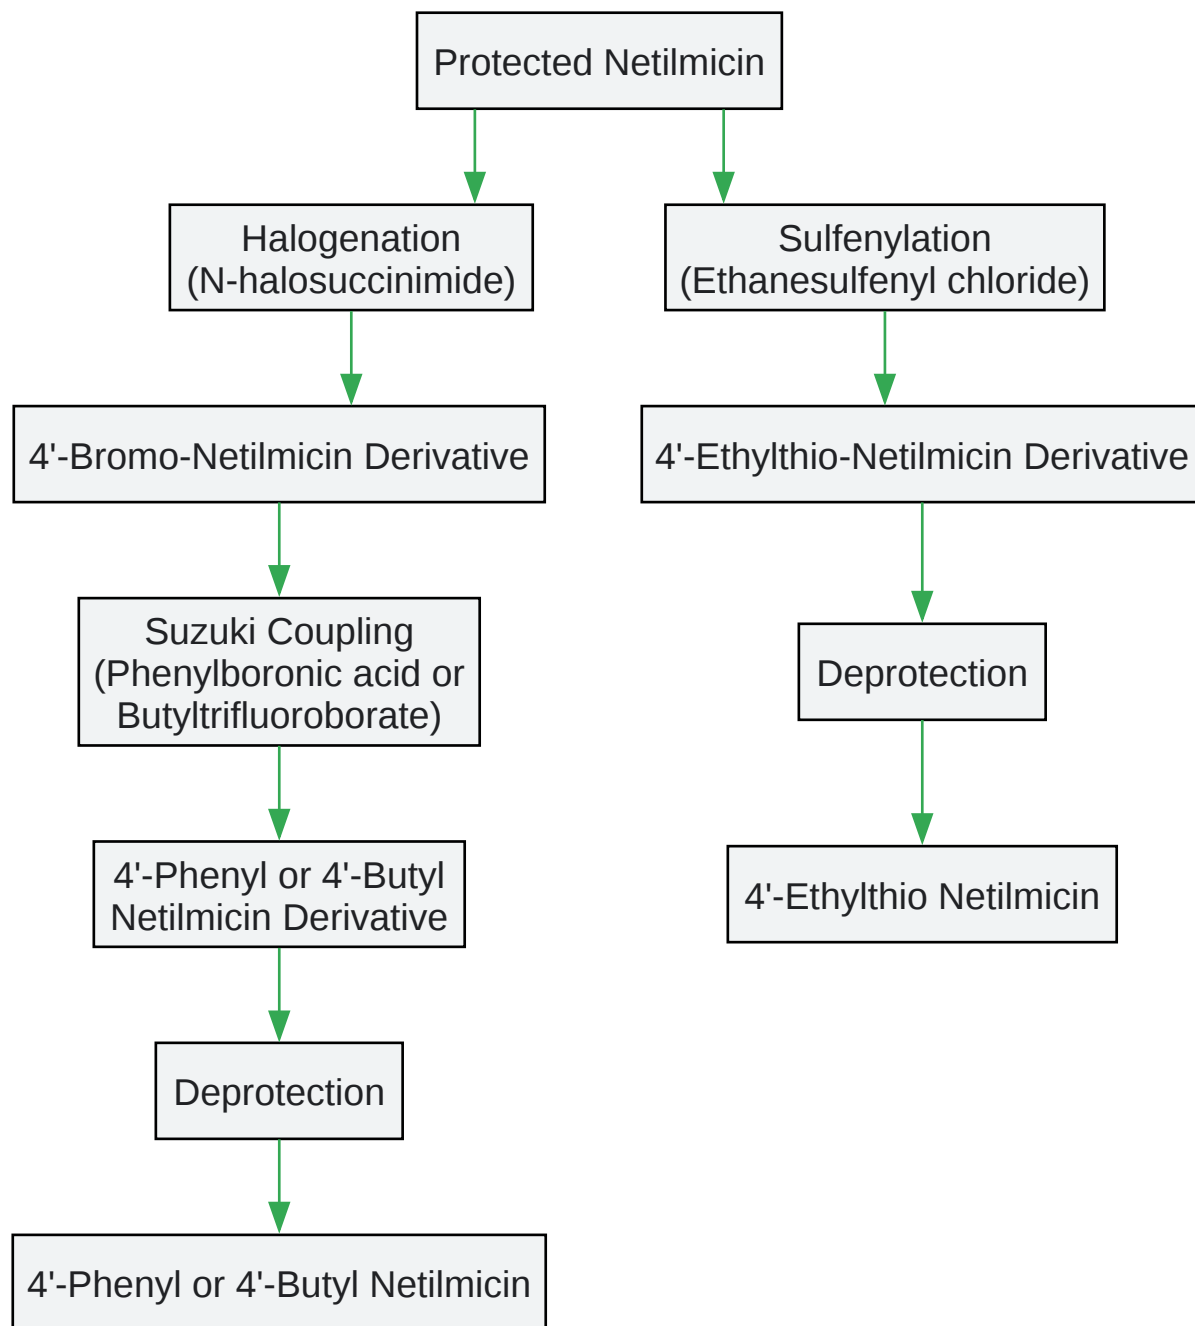 Protected Netilmicin
Halogenation
(N-halosuccinimide)
Sulfenylation
(Ethanesulfenyl chloride)
4'-Bromo-Netilmicin Derivative
4'-Ethylthio-Netilmicin Derivative
Suzuki Coupling
(Phenylboronic acid or
Butyltrifluoroborate)
Deprotection
4'-Phenyl or 4'-Butyl
Netilmicin Derivative
4'-Ethylthio Netilmicin
Deprotection
4'-Phenyl or 4'-Butyl Netilmicin